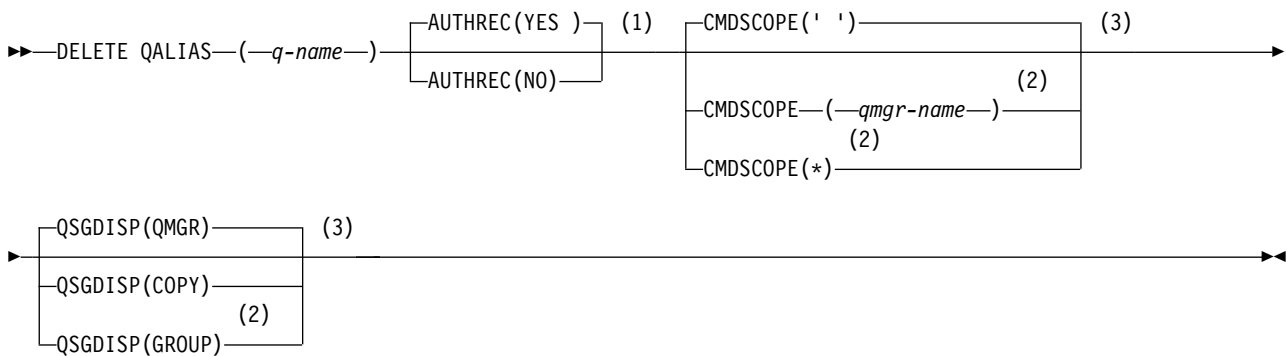 AUTHREC(YES ) (1) CMDSCOPE(' ') (3)
DELETE QALIAS ( q-name )
AUTHREC(NO) (2)
CMDSCOPE ( qmgr-name )
(2)
CMDSCOPE(*)
QSGDISP(QMGR) (3)
QSGDISP(COPY)
(2)
QSGDISP(GROUP)